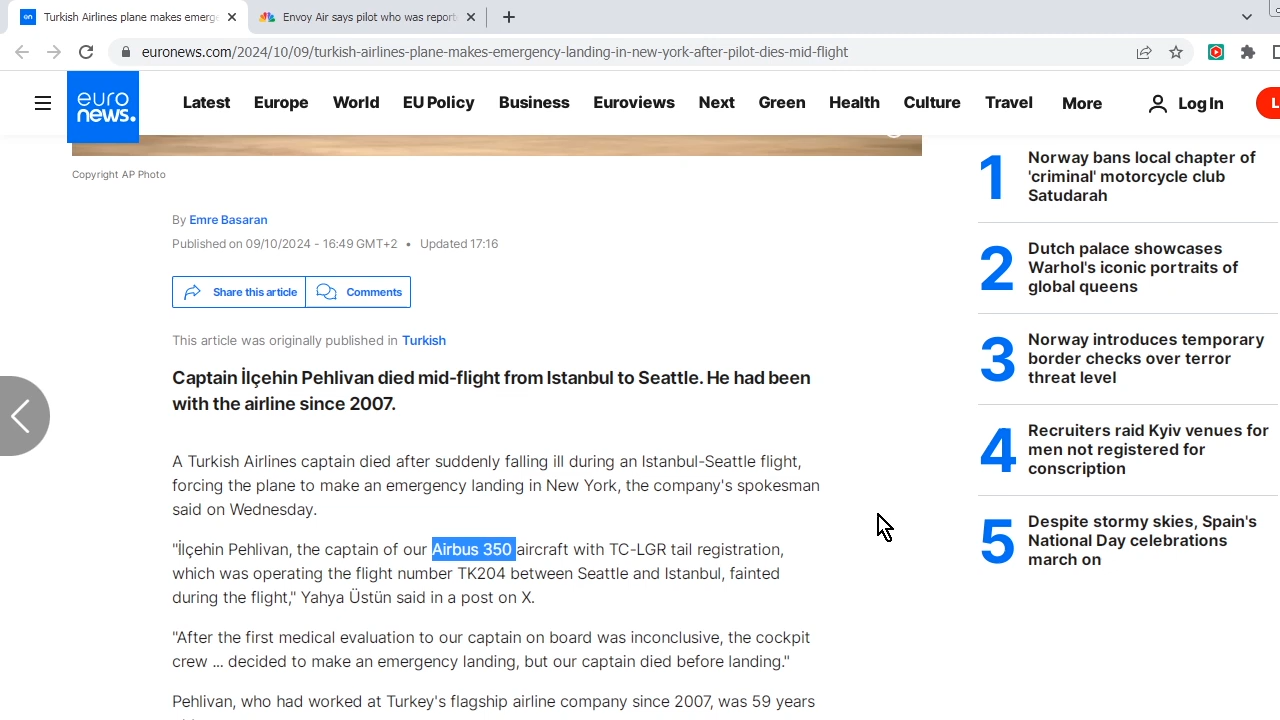 Turkish Airlines plane makes emerg
Envoy Air says pilot who was report
euronews.com/2024/10/09/turkish-airlines-plane-makes-emergency-landing-in-new-york-after-pilot-dies-mid-flight
euro
news.
Latest Europe World EU Policy Business Euroviews Next Green Health Culture Travel More Log In L
Copyright AP Photo
By Emre Basaran
Published on 09/10/2024 - 16:49 GMT+2 • Updated 17:16
Share this article Comments
This article was originally published in Turkish
Captain İlçehin Pehlivan died mid-flight from Istanbul to Seattle. He had been
with the airline since 2007.
A Turkish Airlines captain died after suddenly falling ill during an Istanbul-Seattle flight,
forcing the plane to make an emergency landing in New York, the company's spokesman
said on Wednesday.
"İlçehin Pehlivan, the captain of our Airbus 350 aircraft with TC-LGR tail registration,
which was operating the flight number TK204 between Seattle and Istanbul, fainted
during the flight," Yahya Üstün said in a post on X.
"After the first medical evaluation to our captain on board was inconclusive, the cockpit
crew ... decided to make an emergency landing, but our captain died before landing."
Pehlivan, who had worked at Turkey's flagship airline company since 2007, was 59 years
1
Norway bans local chapter of
'criminal' motorcycle club
Satudarah
2
Dutch palace showcases
Warhol's iconic portraits of
global queens
3
Norway introduces temporary
border checks over terror
threat level
4
Recruiters raid Kyiv venues for
men not registered for
conscription
5
Despite stormy skies, Spain's
National Day celebrations
march on